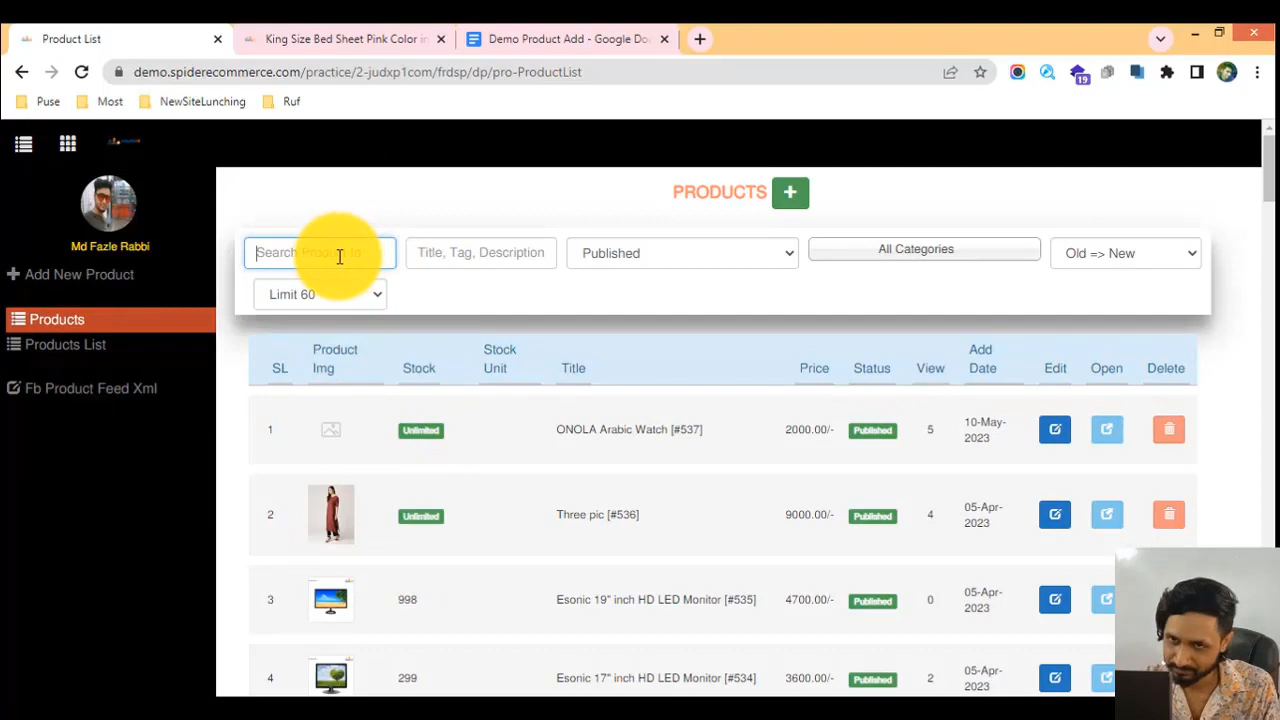 Product List
King Size Bed Sheet Pink Color in
Demo Product Add - Google Do
demo.spiderecommerce.com/practice/2-judxp1com/frdsp/dp/pro-ProductList
19
Puse
Most
NewSiteLunching
Ruf
PRODUCTS
Md Fazle Rabbi
Add New Product
Products
Products List
Fb Product Feed Xml
Search Product Id
Title, Tag, Description
Published
All Categories
Old => New
Limit 60
SL Product Img Stock Stock Unit Title Price Status View Add Date Edit Open Delete
1 Unlimited ONOLA Arabic Watch [#537] 2000.00/- Published 5 10-May-2023
2 Unlimited Three pic [#536] 9000.00/- Published 4 05-Apr-2023
3 998 Esonic 19" inch HD LED Monitor [#535] 4700.00/- Published 0 05-Apr-2023
4 299 Esonic 17" inch HD LED Monitor [#534] 3600.00/- Published 2 05-Apr-2023